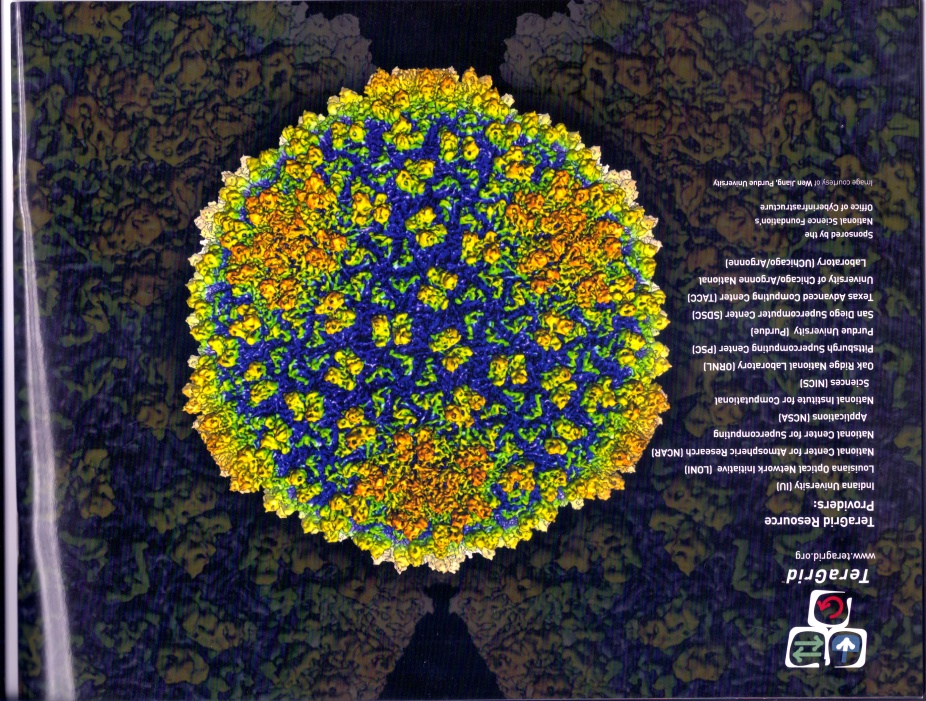 TeraGrid
www.teragrid.org
TeraGrid Resource
Providers:
Indiana University (IU)
Louisiana Optical Network Initiative (LONI)
National Center for Atmospheric Research (NCAR)
National Center for Supercomputing
Applications (NCSA)
National Institute for Computational
Sciences (NICS)
Oak Ridge National Laboratory (ORNL)
Pittsburgh Supercomputing Center (PSC)
Purdue University (Purdue)
San Diego Supercomputer Center (SDSC)
Texas Advanced Computing Center (TACC)
University of Chicago/Argonne National
Laboratory (UChicago/Argonne)
Sponsored by the
National Science Foundation's
Office of Cyberinfrastructure
Image courtesy of Wen Jiang, Purdue University